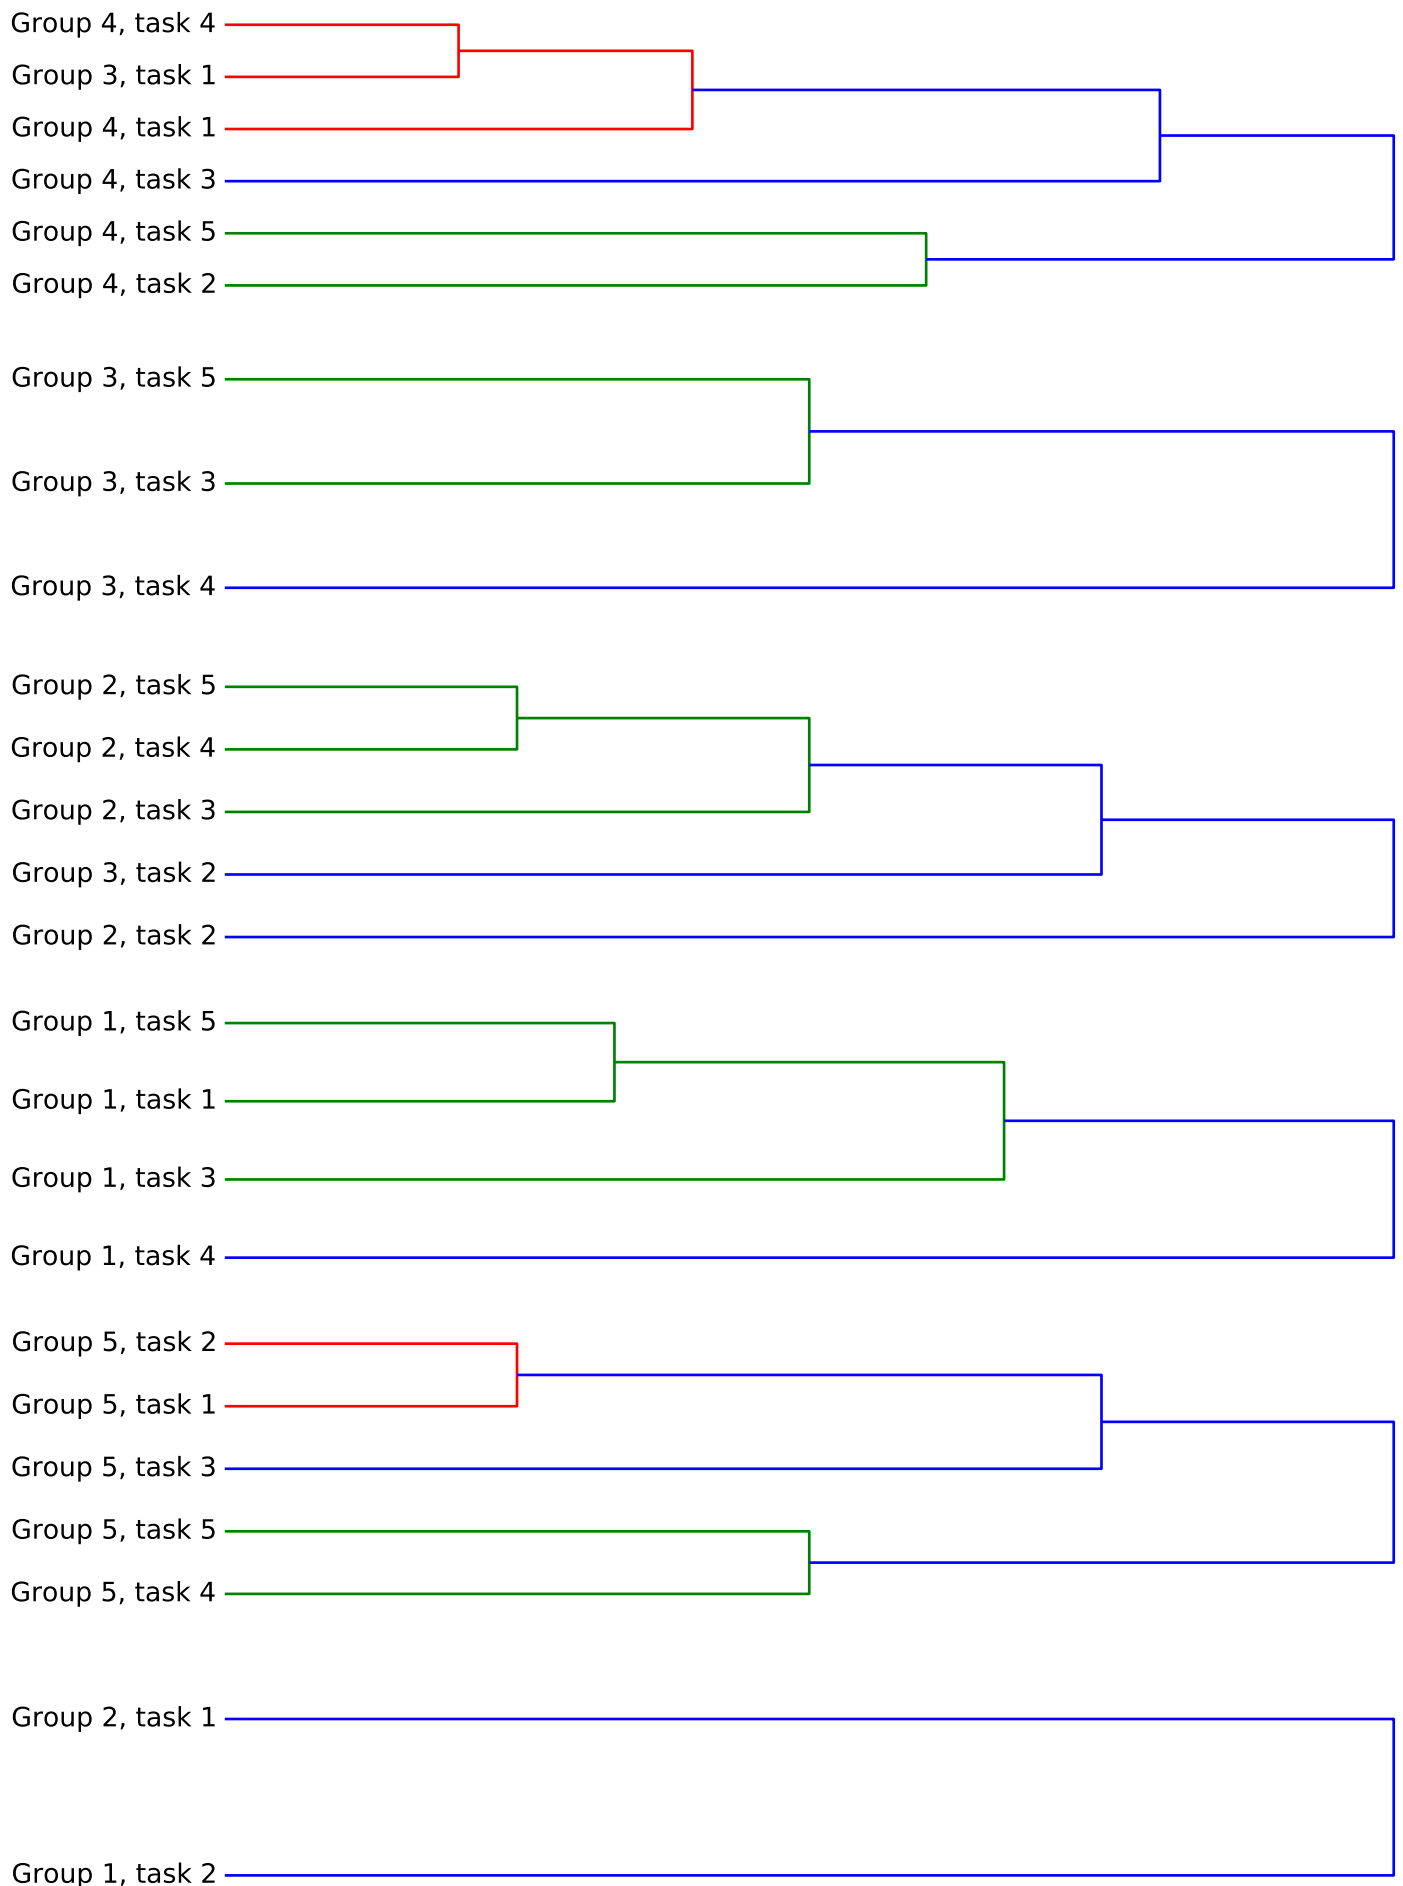 Group 4, task 4
Group 3, task 1
Group 4, task 1
Group 4, task 3
Group 4, task 5
Group 4, task 2
Group 3, task 5
Group 3, task 3
Group 3, task 4
Group 2, task 5
Group 2, task 4
Group 2, task 3
Group 3, task 2
Group 2, task 2
Group 1, task 5
Group 1, task 1
Group 1, task 3
Group 1, task 4
Group 5, task 2
Group 5, task 1
Group 5, task 3
Group 5, task 5
Group 5, task 4
Group 2, task 1
Group 1, task 2